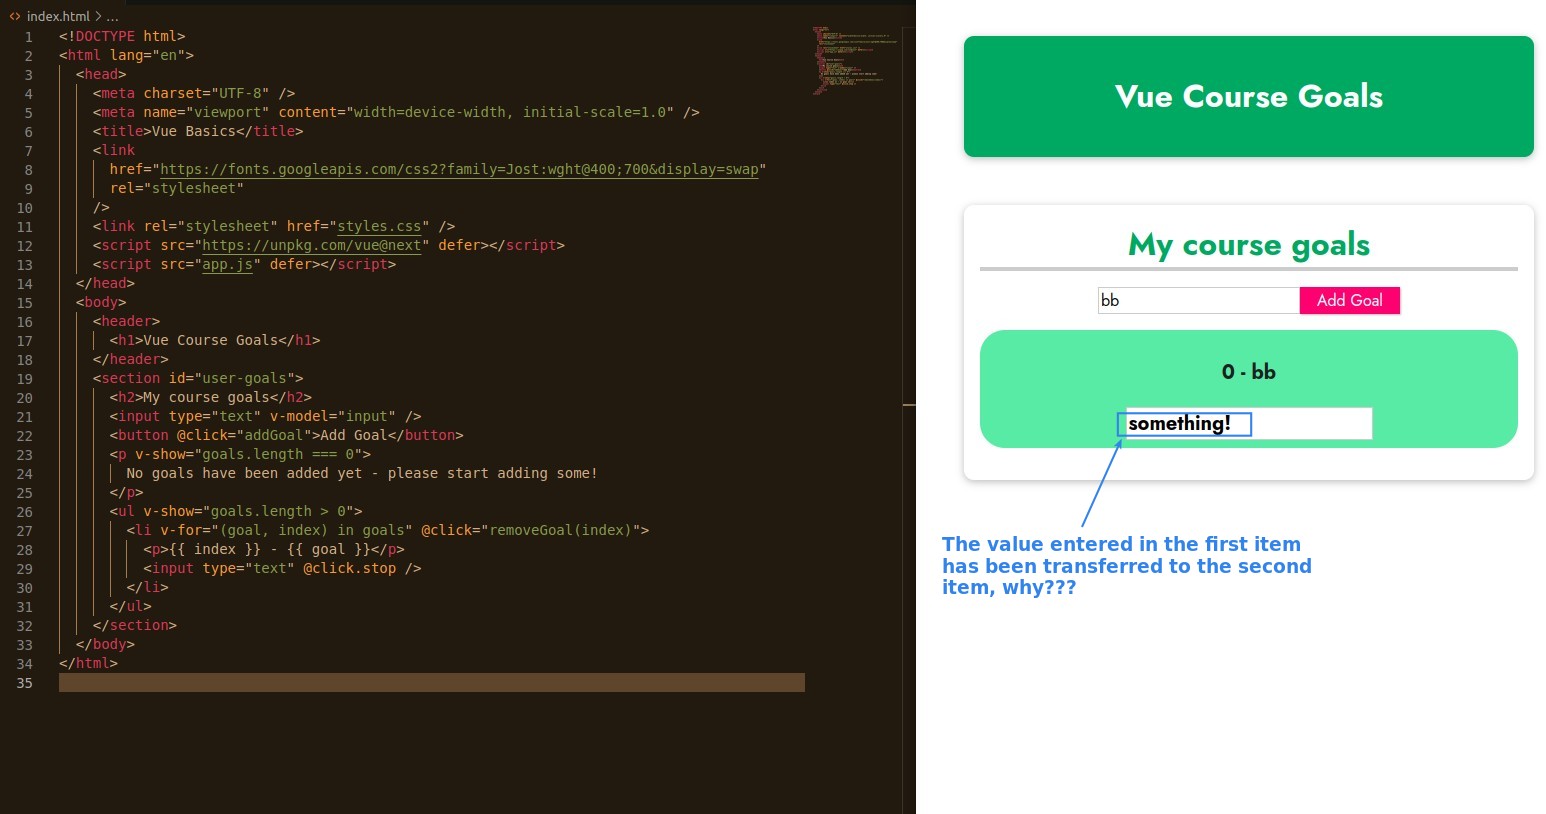 index.html > ...
1 <!DOCTYPE html>
2 <html lang="en">
3 <head>
4 <meta charset="UTF-8" />
5 <meta name="viewport" content="width=device-width, initial-scale=1.0" />
6 <title>Vue Basics</title>
7 <link
8 href="https://fonts.googleapis.com/css2?family=Jost:wght@400;700&display=swap"
9 rel="stylesheet"
10 />
11 <link rel="stylesheet" href="styles.css" />
12 <script src="https://unpkg.com/vue@next" defer></script>
13 <script src="app.js" defer></script>
14 </head>
15 <body>
16 <header>
17 <h1>Vue Course Goals</h1>
18 </header>
19 <section id="user-goals">
20 <h2>My course goals</h2>
21 <input type="text" v-model="input" />
22 <button @click="addGoal">Add Goal</button>
23 <p v-show="goals.length === 0">
24 No goals have been added yet - please start adding some!
25 </p>
26 <ul v-show="goals.length > 0">
27 <li v-for="(goal, index) in goals" @click="removeGoal(index)">
28 <p>{{ index }} - {{ goal }}</p>
29 <input type="text" @click.stop />
30 </li>
31 </ul>
32 </section>
33 </body>
34 </html>
35
Vue Course Goals
My course goals
bb Add Goal
0 - bb
something!
The value entered in the first item
has been transferred to the second
item, why???